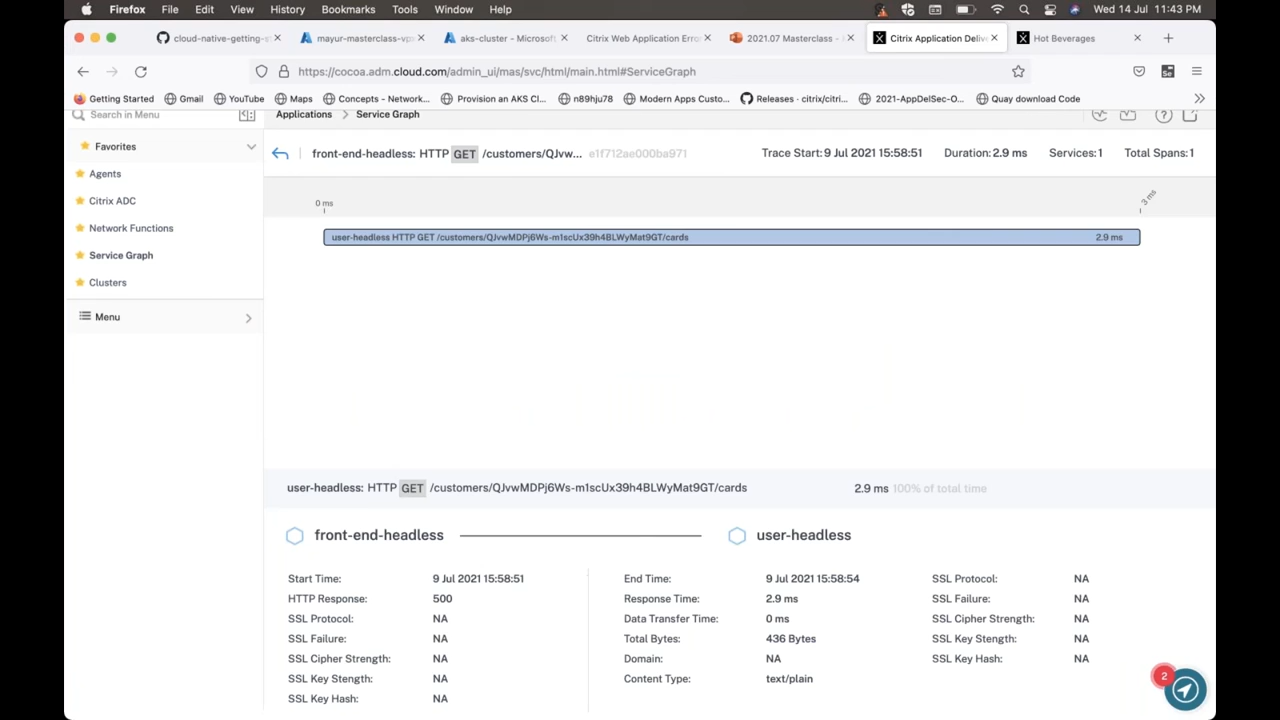 Firefox File Edit View History Bookmarks Tools Window Help Wed 14 Jul 11:43 PM
cloud-native-getting-s mayur-masterclass-vpx aks-cluster - Microsoft Citrix Web Application Erro 2021.07 Masterclass - Citrix Application Delive Hot Beverages
https://cocoa.adm.cloud.com/admin_ui/mas/svc/html/main.html#ServiceGraph
Getting Started Gmail YouTube Maps Concepts - Network... Provision an AKS Cl... n89hju78 Modern Apps Custo... Releases · citrix/citri... 2021-AppDelSec-O... Quay download Code
Search in Menu Applications > Service Graph
Favorites
Agents
Citrix ADC
Network Functions
Service Graph
Clusters
Menu
front-end-headless: HTTP GET /customers/QJvw... e1f712ae000ba971 Trace Start: 9 Jul 2021 15:58:51 Duration: 2.9 ms Services: 1 Total Spans: 1
0 ms 3 ms
user-headless HTTP GET /customers/QJvwMDPj6Ws-m1scUx39h4BLWyMat9GT/cards 2.9 ms
user-headless: HTTP GET /customers/QJvwMDPj6Ws-m1scUx39h4BLWyMat9GT/cards 2.9 ms 100% of total time
front-end-headless user-headless
Start Time: 9 Jul 2021 15:58:51 End Time: 9 Jul 2021 15:58:54 SSL Protocol: NA
HTTP Response: 500 Response Time: 2.9 ms SSL Failure: NA
SSL Protocol: NA Data Transfer Time: 0 ms SSL Cipher Strength: NA
SSL Failure: NA Total Bytes: 436 Bytes SSL Key Stength: NA
SSL Cipher Strength: NA Domain: NA SSL Key Hash: NA
SSL Key Stength: NA Content Type: text/plain
SSL Key Hash: NA
2